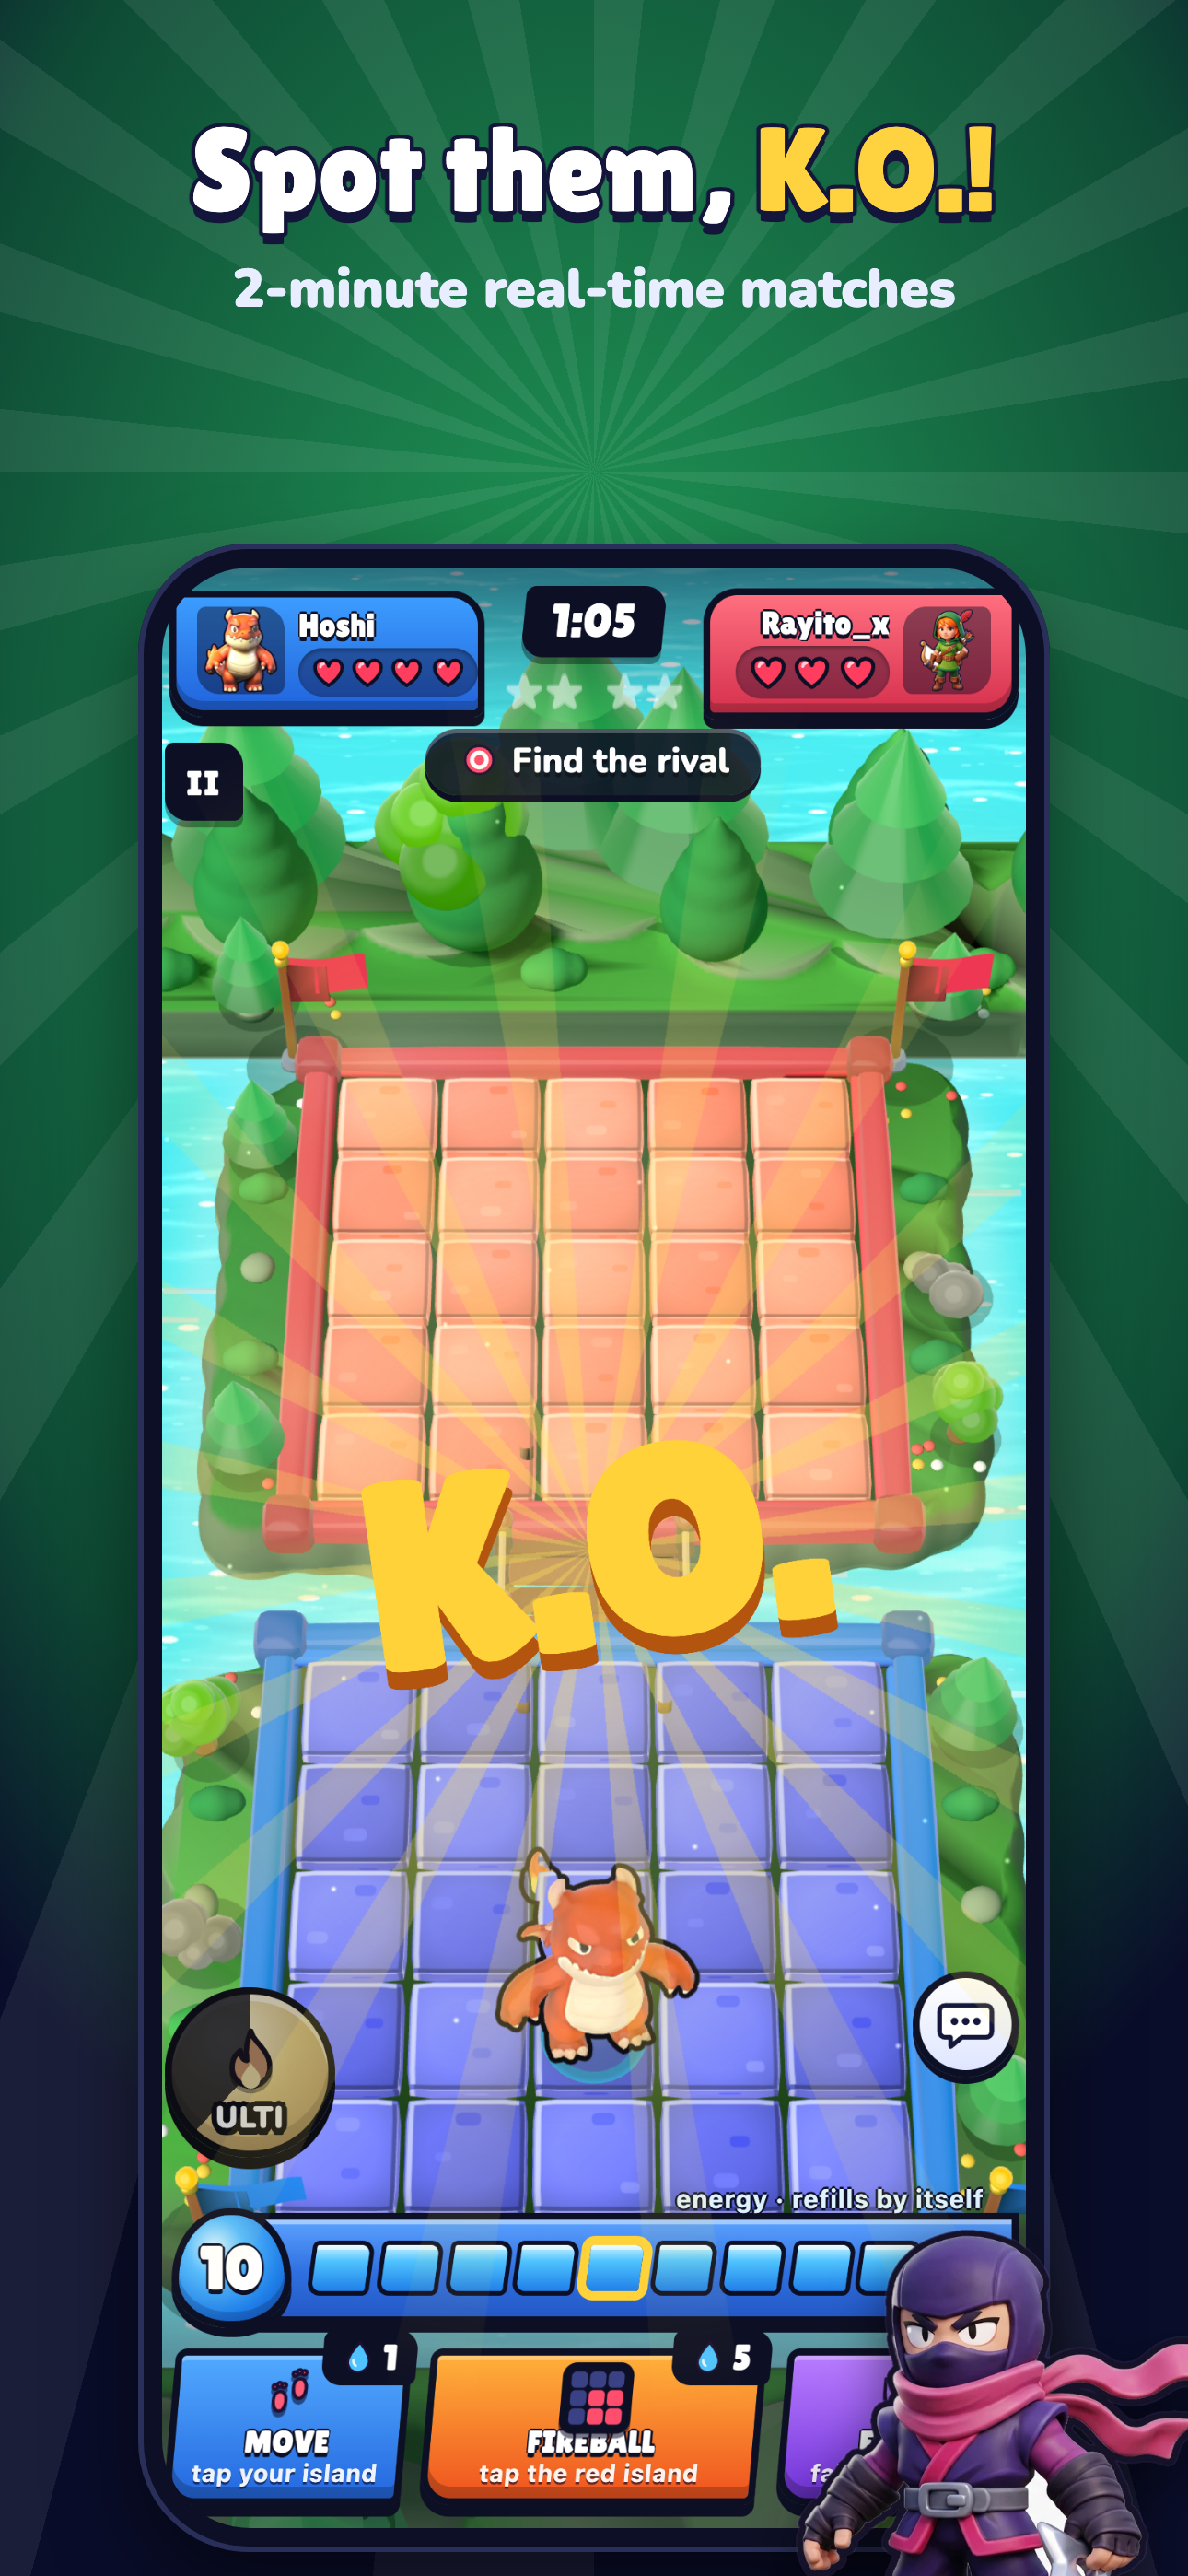 Spot them, K.O.!
2-minute real-time matches
Hoshi
1:05
Rayito_x
Find the rival
K.O.
ULTI
energy · refills by itself
10
1
5
MOVE
FIREBALL
tap your island
tap the red island